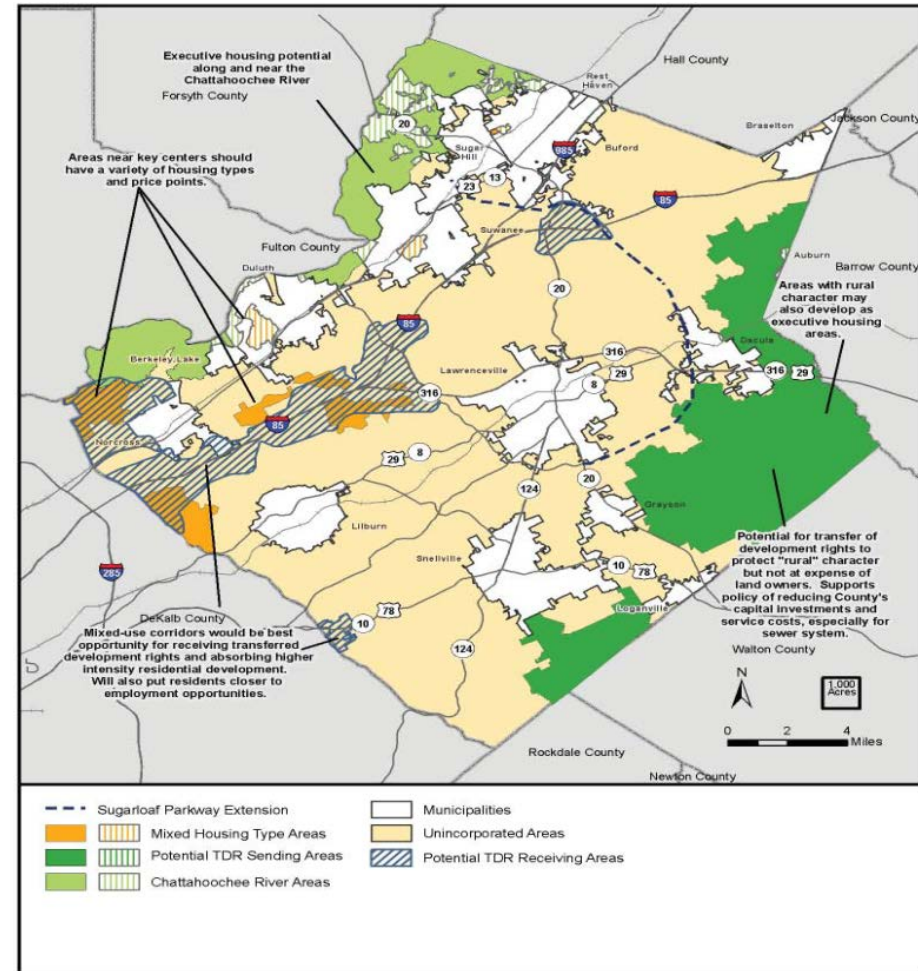 Executive housing potential
along and near the
Chattahoochee River
Forsyth County
Hall County
Rest
Haven
Jackson County
Braselton
20
Sugar
Hill
985
Buford
Areas near key centers should
have a variety of housing types
and price points.
23
13
85
Fulton County
Suwanee
Duluth
Auburn
Barrow County
Areas with rural
character may
also develop as
executive housing
areas.
20
85
Berkeley Lake
Dacula
316
316
29
Lawrenceville
8
29
316
85
Norcross
29
8
124
20
Grayson
Lilburn
Snellville
285
10
78
Loganville
Potential for transfer of
development rights to
protect "rural" character
but not at expense of
land owners. Supports
policy of reducing County's
capital investments and
service costs, especially for
sewer system.
DeKalb County
78
10
124
Mixed-use corridors would be best
opportunity for receiving transferred
development rights and absorbing higher
intensity residential development.
Will also put residents closer to
employment opportunities.
Walton County
N
1,000
Acres
0 2 4
Miles
Rockdale County
Newton County
Sugarloaf Parkway Extension
Mixed Housing Type Areas
Potential TDR Sending Areas
Chattahoochee River Areas
Municipalities
Unincorporated Areas
Potential TDR Receiving Areas